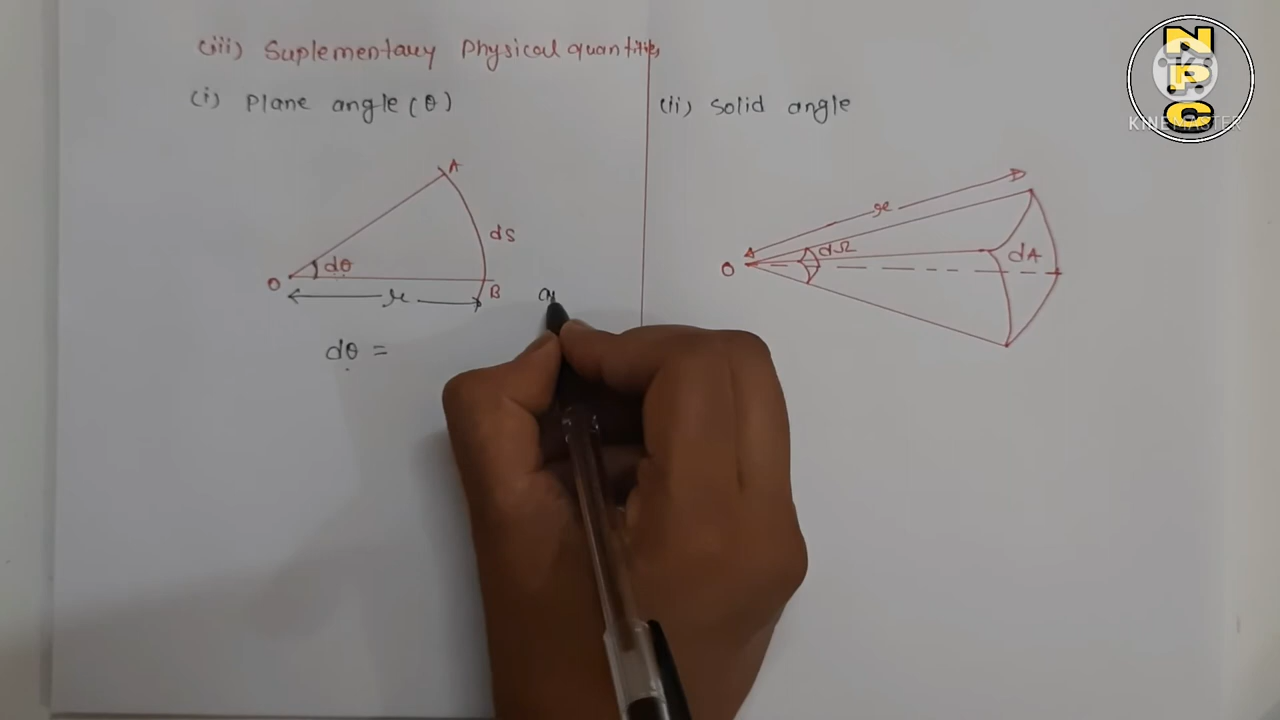 (iii) Suplementary Physical quantities
(i) Plane angle (θ)
A
dS
dθ
O
B
r
dθ =
(ii) Solid angle
r
dΩ
dA
O
NPC
KINEMASTER